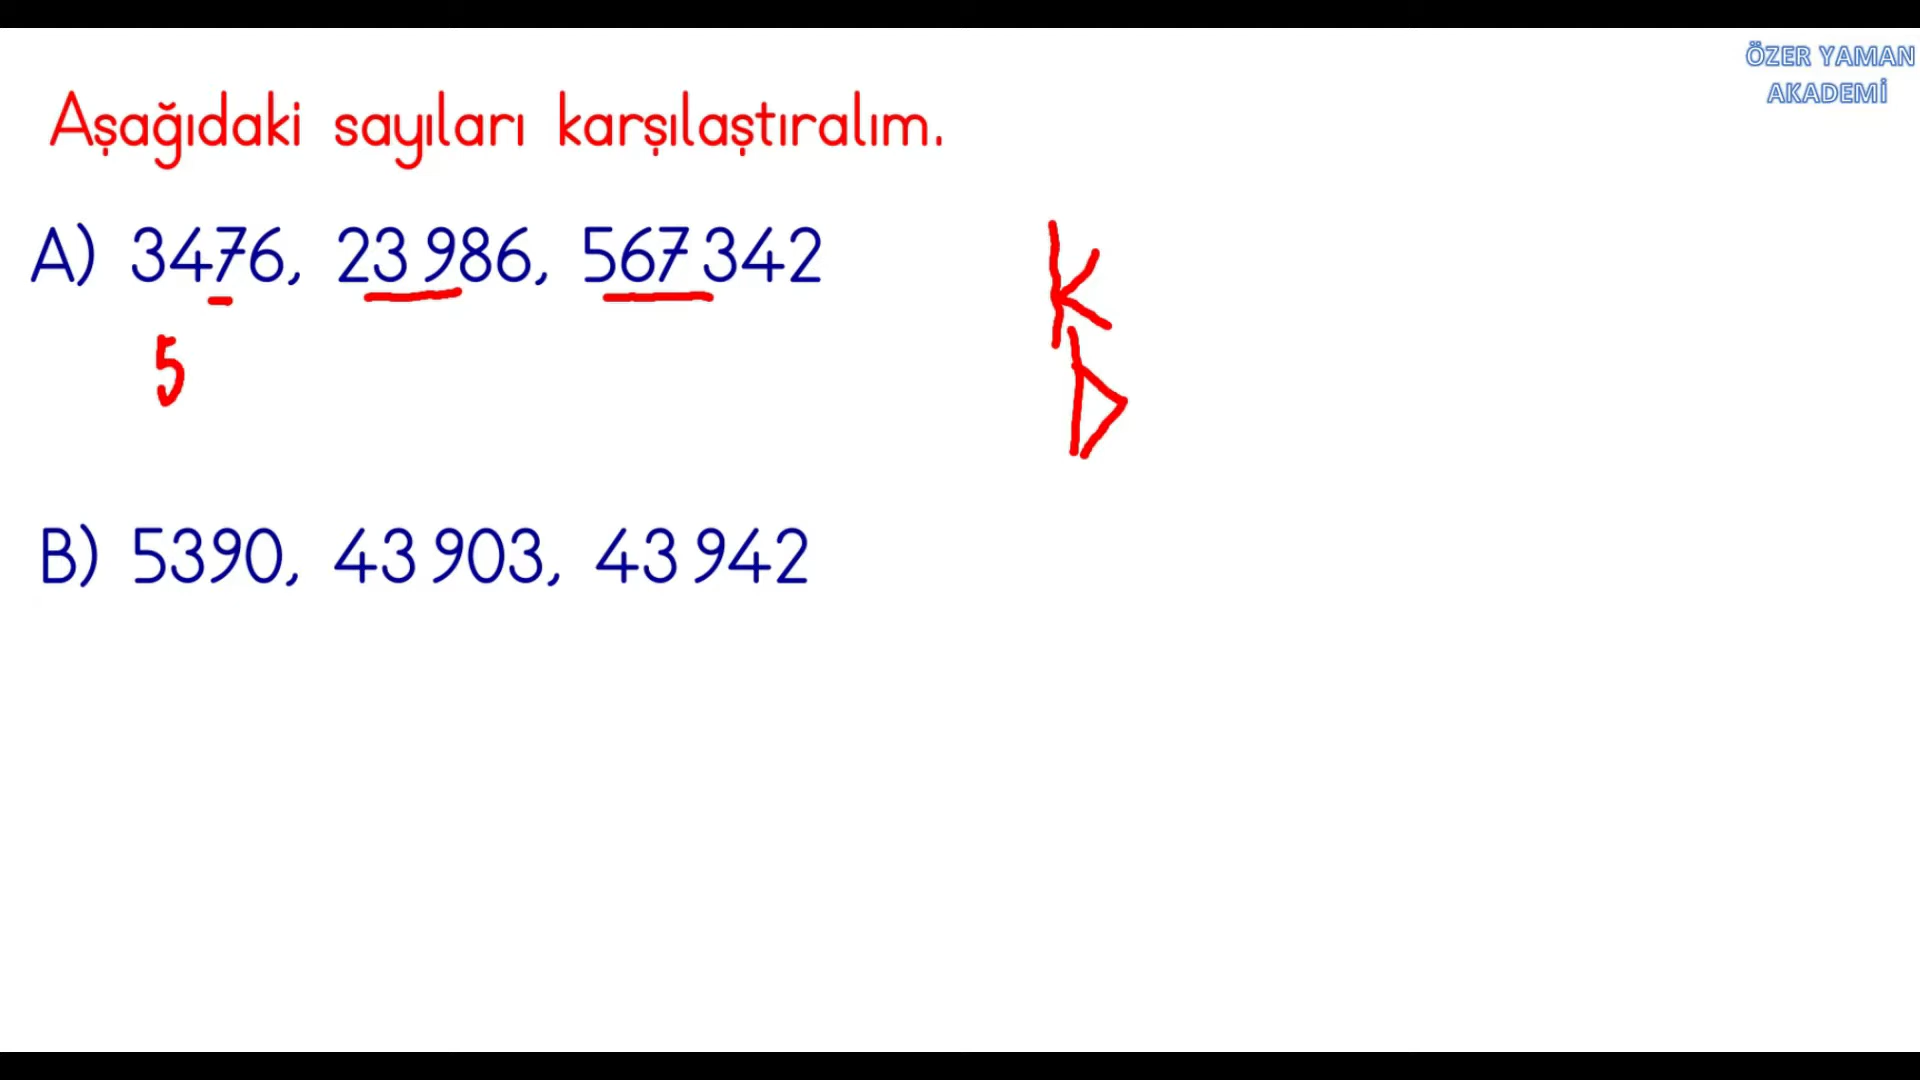 ÖZER YAMAN
AKADEMİ
Aşağıdaki sayıları karşılaştıralım.
A) 3476, 23 986, 567 342
K
5
D
B) 5390, 43 903, 43 942